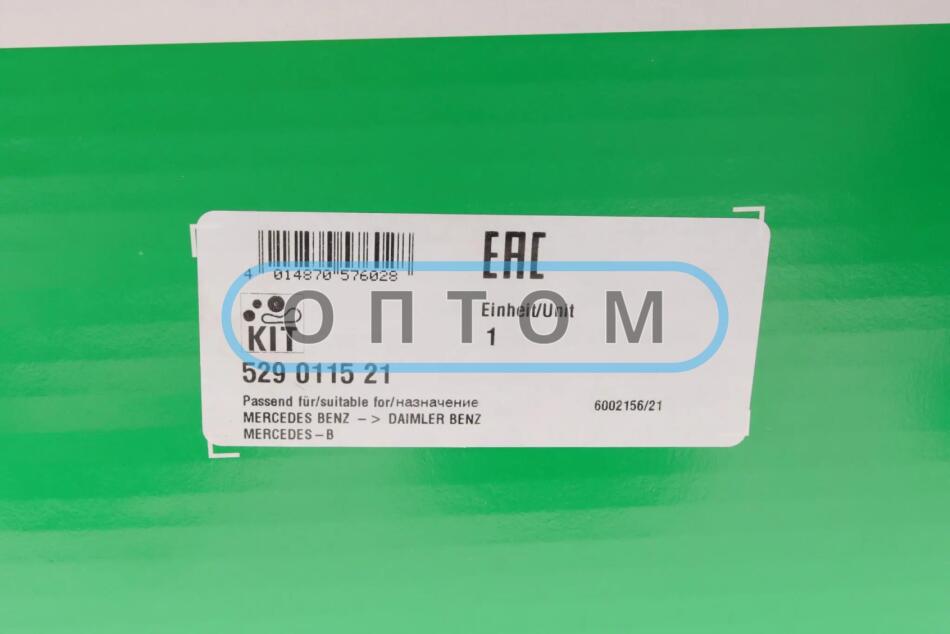 EAC
4 014870 576028
ОПТОМ
Einheit/Unit
KIT
1
529 0115 21
Passend für/suitable for/назначение
6002156/21
MERCEDES BENZ -> DAIMLER BENZ
MERCEDES-B